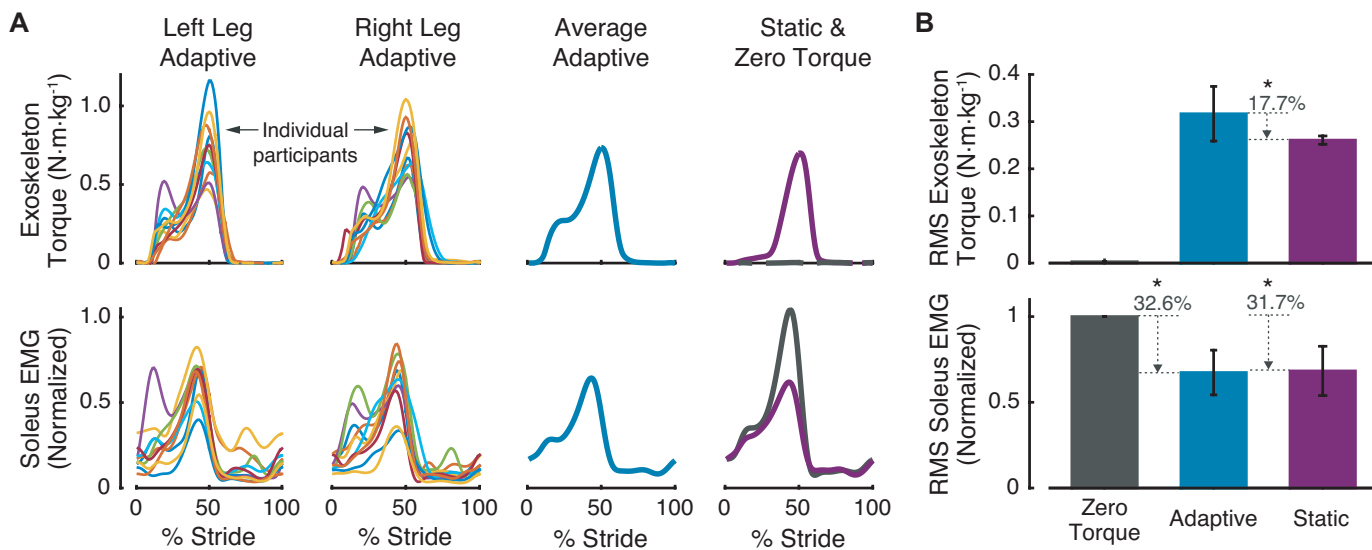 A
Left Leg
Adaptive
Right Leg
Adaptive
Average
Adaptive
Static &
Zero Torque
Exoskeleton
Torque (N·m·kg⁻¹)
1.0
0.5
0
Individual
participants
Soleus EMG
(Normalized)
1.0
0.5
0
0 50 100
% Stride
0 50 100
% Stride
0 50 100
% Stride
0 50 100
% Stride
B
RMS Exoskeleton
Torque (N·m·kg⁻¹)
0.4
0.3
0.2
0.1
0
*
17.7%
RMS Soleus EMG
(Normalized)
1
0.5
0
*
32.6%
*
31.7%
Zero
Torque
Adaptive
Static